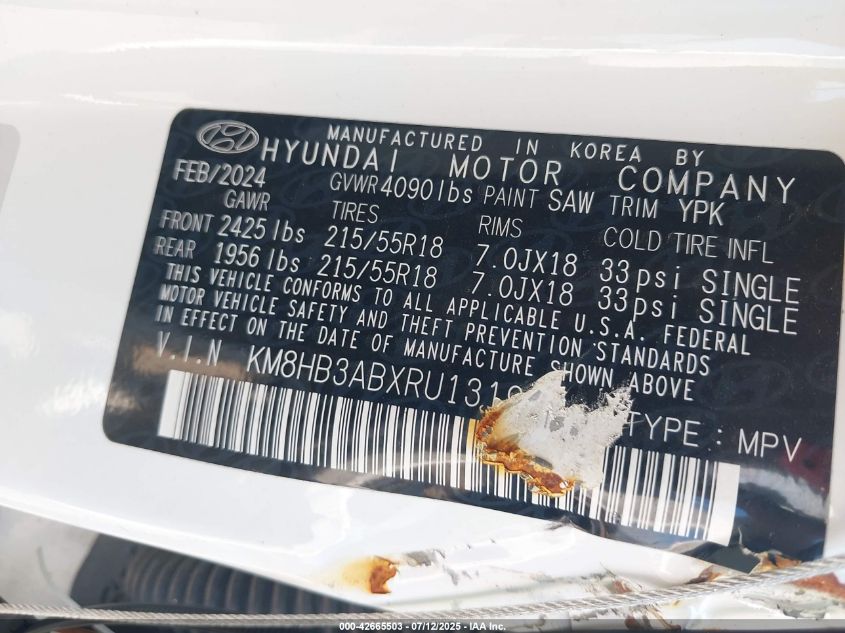 MANUFACTURED IN KOREA BY
HYUNDAI MOTOR COMPANY
FEB/2024 GVWR 4090lbs PAINT SAW TRIM YPK
GAWR TIRES RIMS COLD TIRE INFL
FRONT 2425 lbs 215/55R18 7.0JX18 33psi SINGLE
REAR 1956 lbs 215/55R18 7.0JX18 33psi SINGLE
THIS VEHICLE CONFORMS TO ALL APPLICABLE U.S.A. FEDERAL
MOTOR VEHICLE SAFETY AND THEFT PREVENTION STANDARDS
IN EFFECT ON THE DATE OF MANUFACTURE SHOWN ABOVE
V.I.N
TYPE : MPV
000-42665503 - 07/12/2025 - IAA Inc.